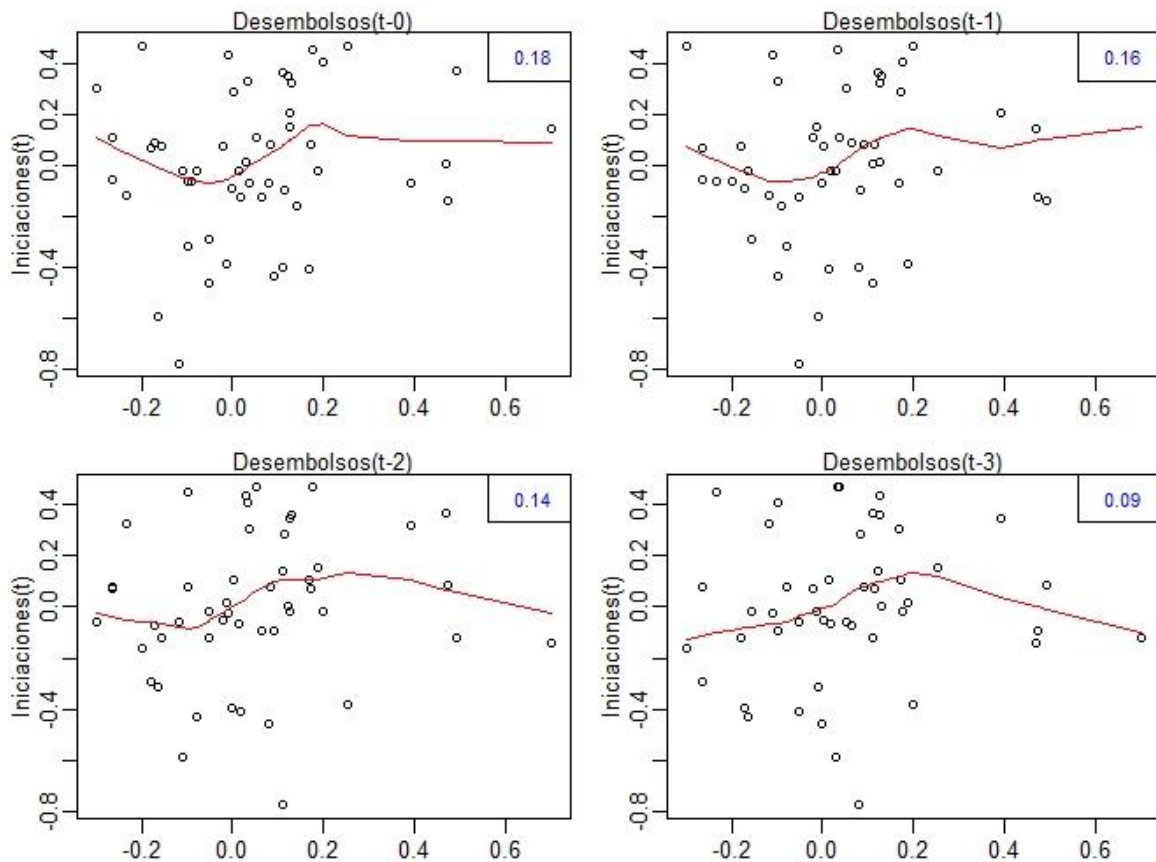 Desembolsos(t-0)
0.18
Iniciaciones(t)
0.4
0.2
0.0
-0.4
-0.8
-0.2 0.0 0.2 0.4 0.6
Desembolsos(t-1)
0.16
Iniciaciones(t)
0.4
0.2
0.0
-0.4
-0.8
-0.2 0.0 0.2 0.4 0.6
Desembolsos(t-2)
0.14
Iniciaciones(t)
0.4
0.2
0.0
-0.4
-0.8
-0.2 0.0 0.2 0.4 0.6
Desembolsos(t-3)
0.09
Iniciaciones(t)
0.4
0.2
0.0
-0.4
-0.8
-0.2 0.0 0.2 0.4 0.6